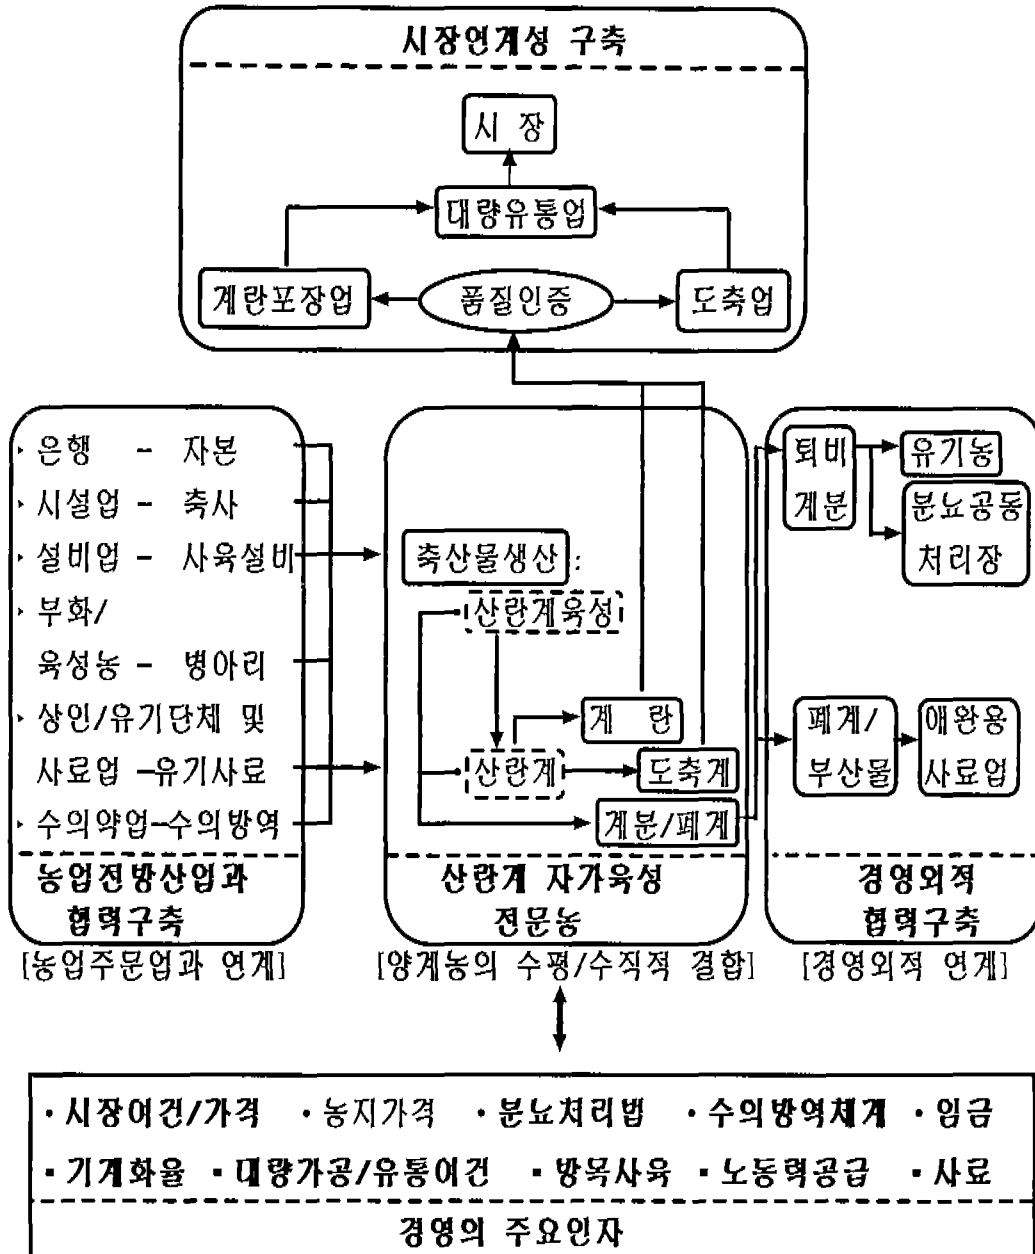 시장연계성 구축
시 장
대량유통업
계란포장업
품질인증
도축업
· 은행 - 자본
· 시설업 - 축사
· 설비업 - 사육설비
· 부화/
육성농 - 병아리
· 상인/유기단체 및
사료업 -유기사료
· 수의약업-수의방역
농업전방산업과
협력구축
[농업주문업과 연계]
축산물생산 :
산란계육성
계 란
산란계
도축계
계분/폐계
산란계 자가육성
전문농
[양계농의 수평/수직적 결합]
퇴비
계분
유기농
분뇨공동
처리장
폐계/
부산물
애완용
사료업
경영외적
협력구축
[경영외적 연계]
· 시장여건/가격 · 농지가격 · 분뇨처리법 · 수의방역체계 · 임금
· 기계화율 · 대량가공/유통여건 · 방목사육 · 노동력공급 · 사료
경영의 주요인자